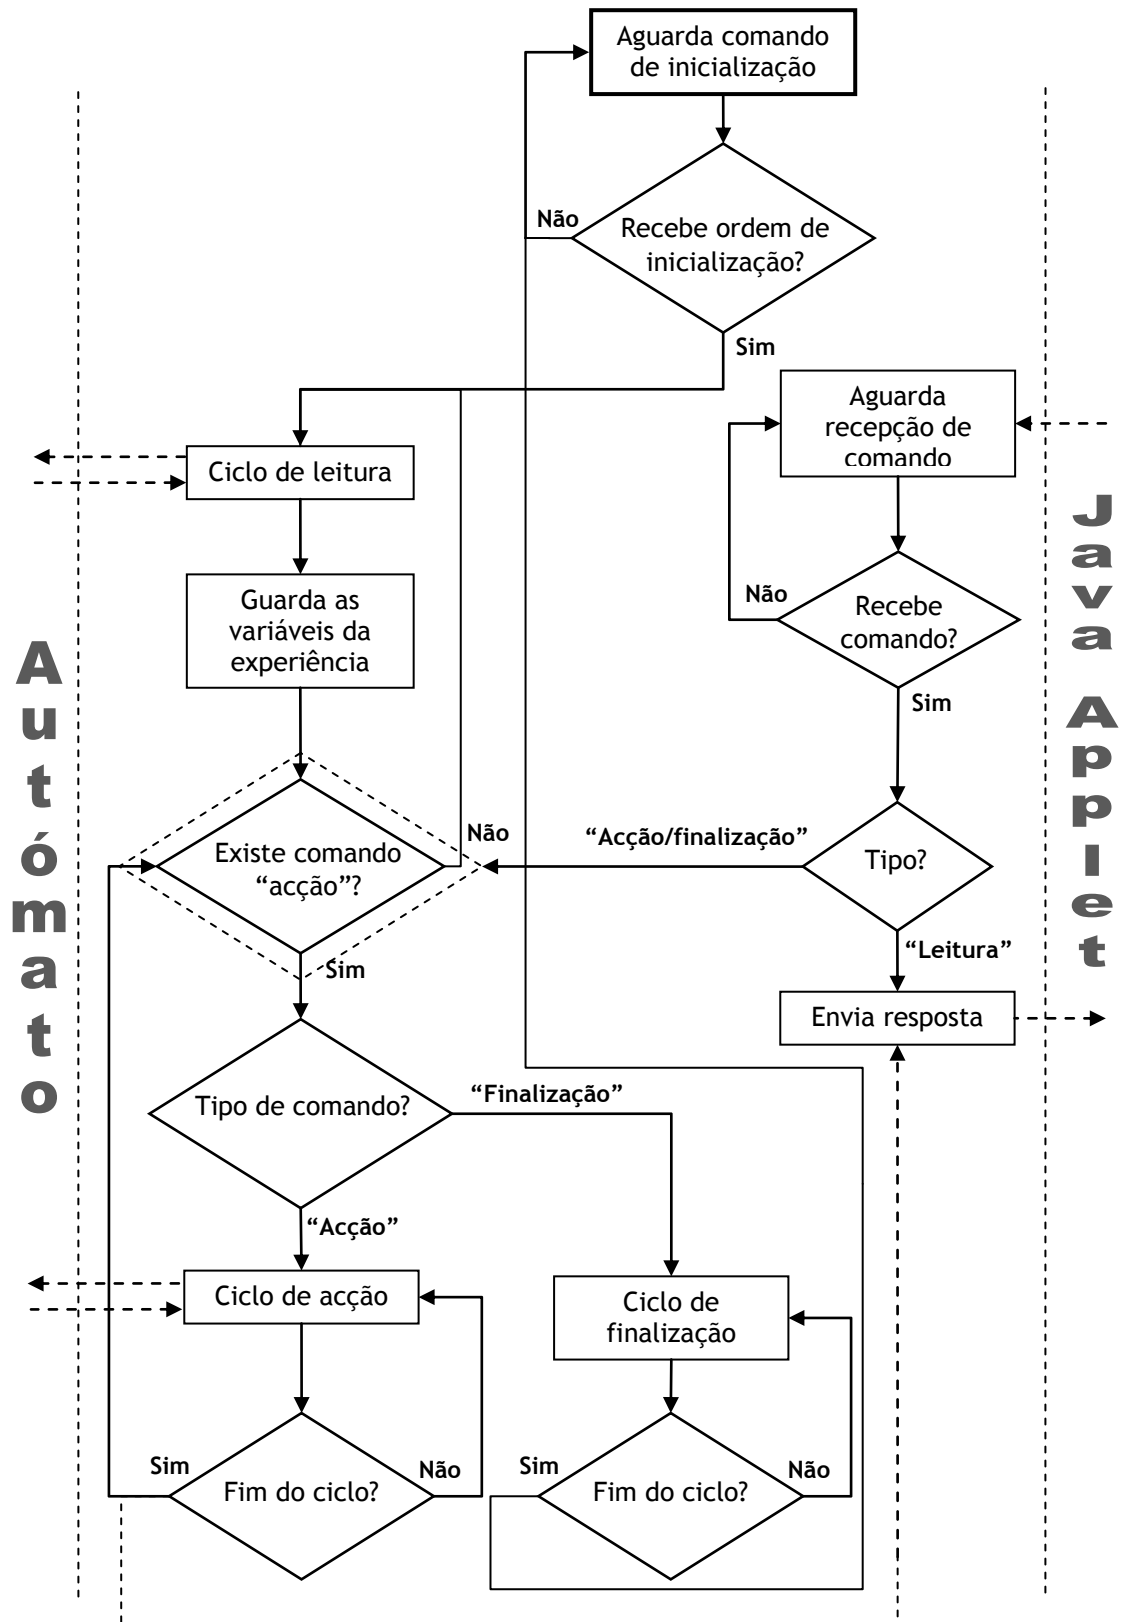 Aguarda comando
de inicialização
Não
Recebe ordem de
inicialização?
Sim
Aguarda
recepção de
comando
Ciclo de leitura
Guarda as
variáveis da
experiência
Não
Recebe
comando?
Sim
Existe comando
“acção”?
Não
“Acção/finalização”
Tipo?
Sim
“Leitura”
Envia resposta
Tipo de comando?
“Finalização”
“Acção”
Ciclo de acção
Ciclo de
finalização
Sim
Fim do ciclo?
Não
Sim
Fim do ciclo?
Não
Autómato
Java Applet